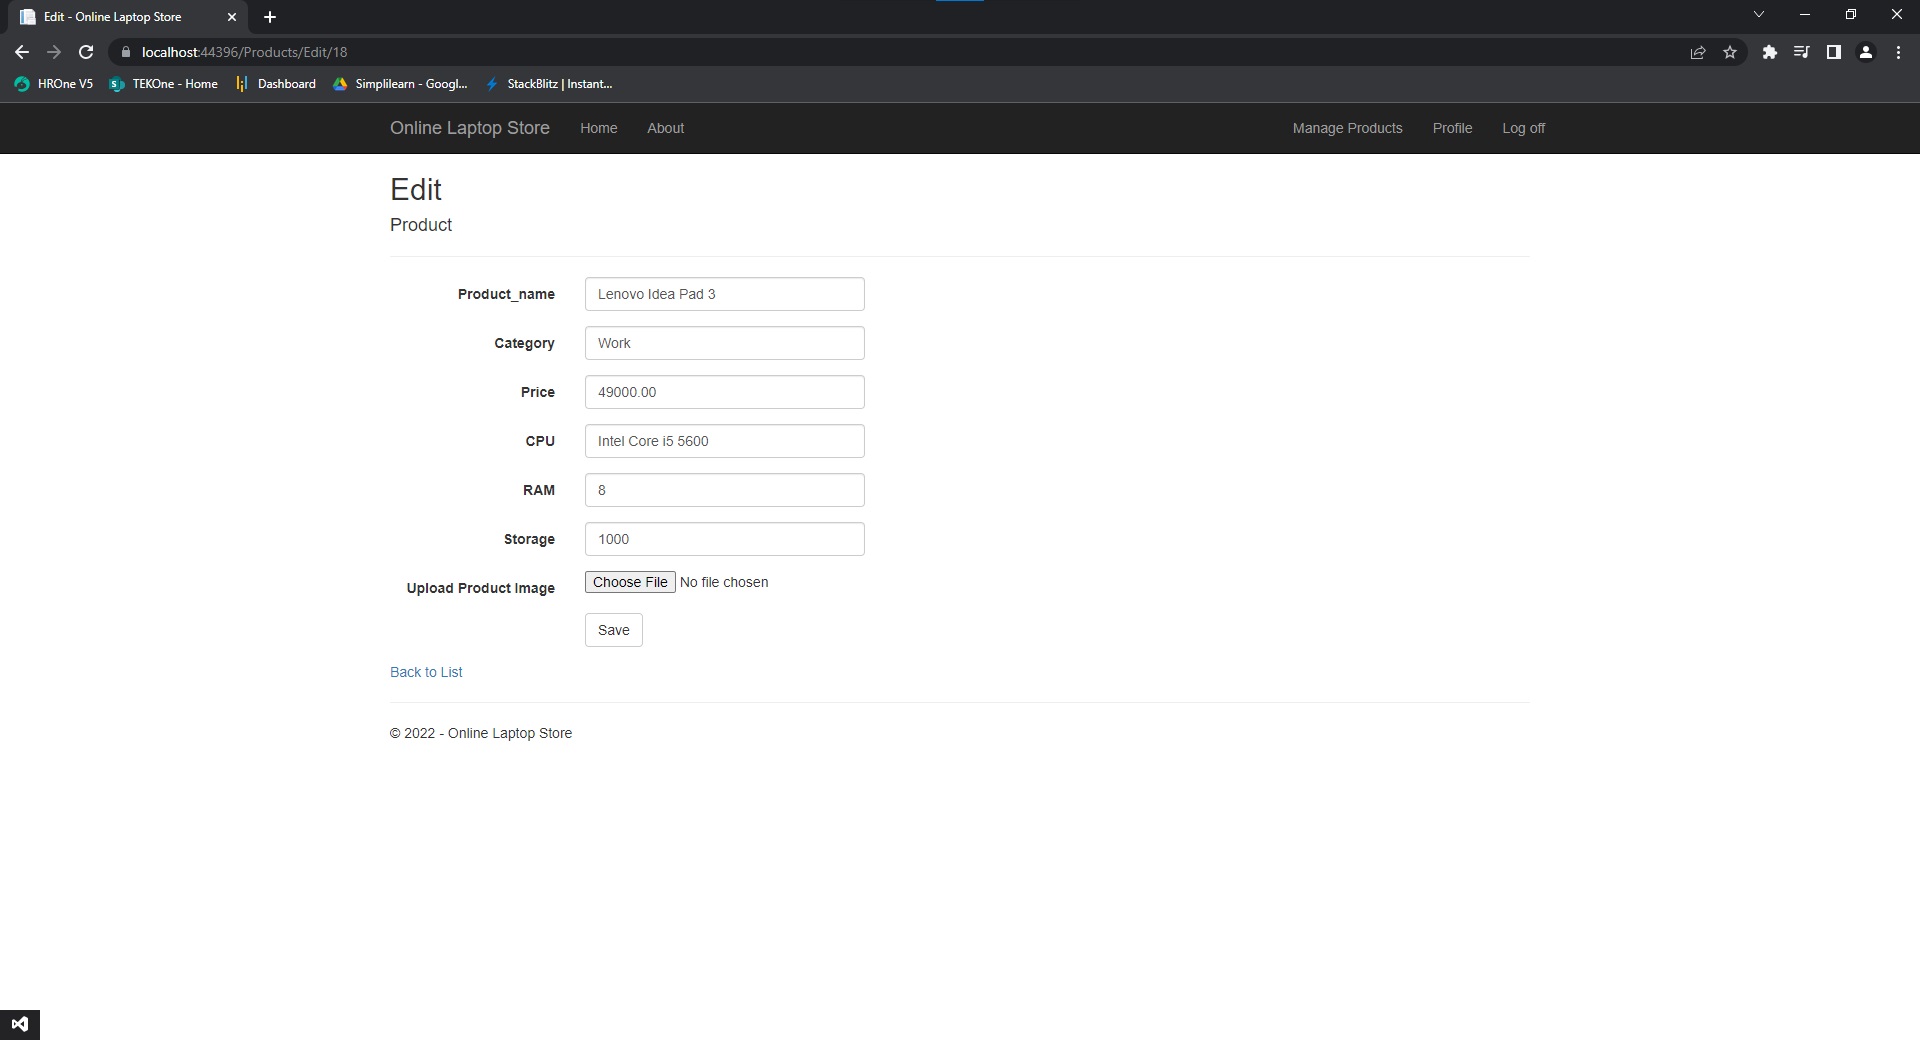 Edit - Online Laptop Store
localhost:44396/Products/Edit/18
HROne V5 TEKOne - Home Dashboard Simplilearn - Googl... StackBlitz | Instant...
Online Laptop Store Home About Manage Products Profile Log off
Edit
Product
Product_name Lenovo Idea Pad 3
Category Work
Price 49000.00
CPU Intel Core i5 5600
RAM 8
Storage 1000
Upload Product Image Choose File No file chosen
Save
Back to List
© 2022 - Online Laptop Store